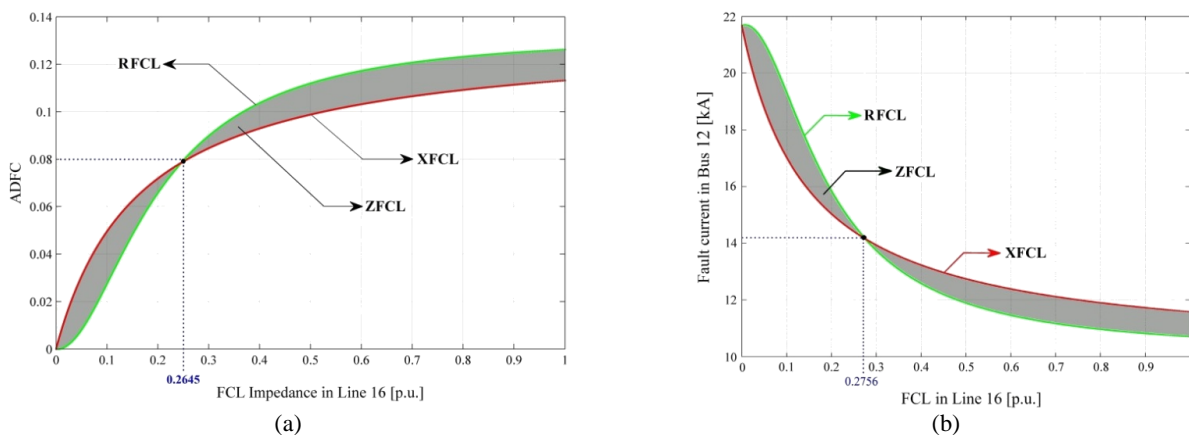 0.14
0.12
0.1
0.08
0.06
0.04
0.02
0
ADFC
RFCL
XFCL
ZFCL
0 0.1 0.2 0.3 0.4 0.5 0.6 0.7 0.8 0.9 1
0.2645
FCL Impedance in Line 16 [p.u.]
(a)
22
20
18
16
14
12
10
Fault current in Bus 12 [kA]
RFCL
ZFCL
XFCL
0 0.1 0.2 0.3 0.4 0.5 0.6 0.7 0.8 0.9
0.2756
FCL in Line 16 [p.u.]
(b)